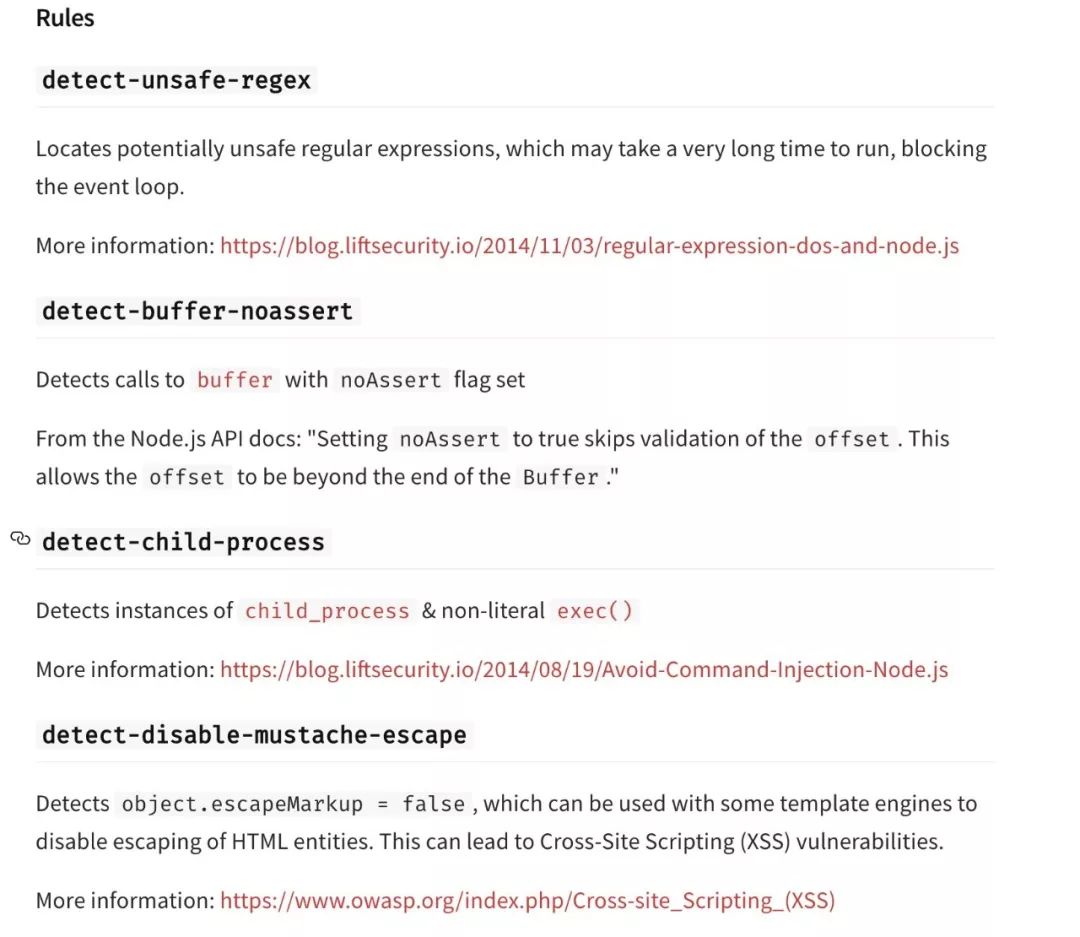 Rules
detect-unsafe-regex
Locates potentially unsafe regular expressions, which may take a very long time to run, blocking
the event loop.
More information: https://blog.liftsecurity.io/2014/11/03/regular-expression-dos-and-node.js
detect-buffer-noassert
Detects calls to buffer with noAssert flag set
From the Node.js API docs: "Setting noAssert to true skips validation of the offset. This
allows the offset to be beyond the end of the Buffer."
detect-child-process
Detects instances of child_process & non-literal exec()
More information: https://blog.liftsecurity.io/2014/08/19/Avoid-Command-Injection-Node.js
detect-disable-mustache-escape
Detects object.escapeMarkup = false, which can be used with some template engines to
disable escaping of HTML entities. This can lead to Cross-Site Scripting (XSS) vulnerabilities.
More information: https://www.owasp.org/index.php/Cross-site_Scripting_(XSS)